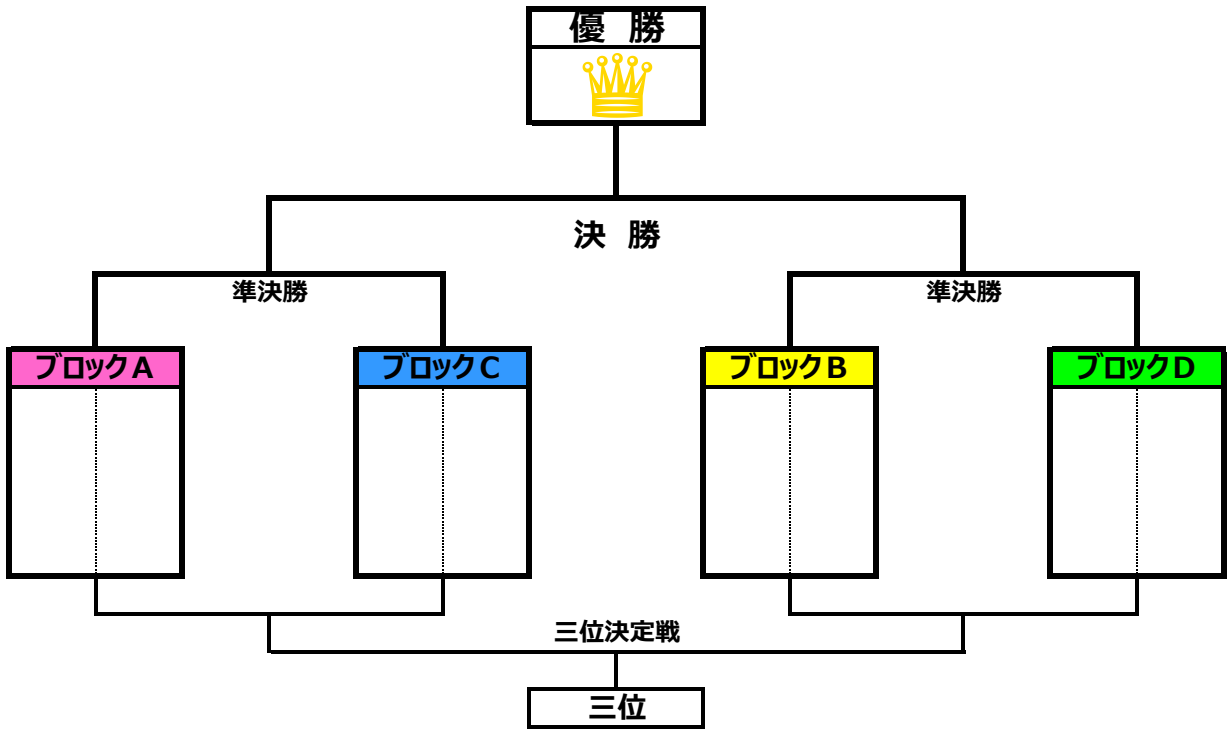 優 勝
決 勝
準決勝
準決勝
ブロックA
ブロックC
ブロックB
ブロックD
三位決定戦
三位